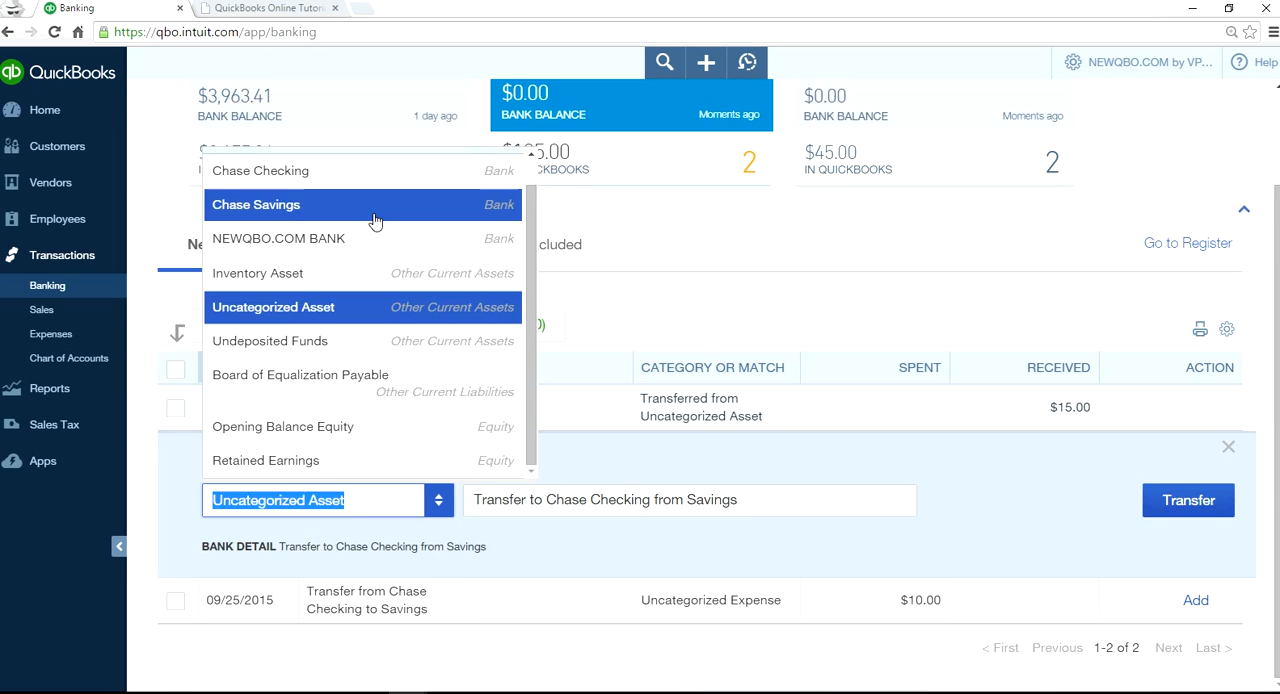 Banking
QuickBooks Online Tutori
https://qbo.intuit.com/app/banking
qb QuickBooks
NEWQBO.COM by VP...
Help
Home
Customers
Vendors
Employees
Transactions
Banking
Sales
Expenses
Chart of Accounts
Reports
Sales Tax
Apps
$3,963.41
BANK BALANCE
1 day ago
$0.00
BANK BALANCE
Moments ago
2
$0.00
BANK BALANCE
Moments ago
$45.00
IN QUICKBOOKS
2
Go to Register
Chase Checking Bank
Chase Savings Bank
NEWQBO.COM BANK Bank
Inventory Asset Other Current Assets
Uncategorized Asset Other Current Assets
Undeposited Funds Other Current Assets
Board of Equalization Payable
Other Current Liabilities
Opening Balance Equity Equity
Retained Earnings Equity
CATEGORY OR MATCH SPENT RECEIVED ACTION
Transferred from
Uncategorized Asset
$15.00
Uncategorized Asset
Transfer to Chase Checking from Savings
Transfer
BANK DETAIL Transfer to Chase Checking from Savings
09/25/2015
Transfer from Chase
Checking to Savings
Uncategorized Expense
$10.00
Add
< First Previous 1-2 of 2 Next Last >